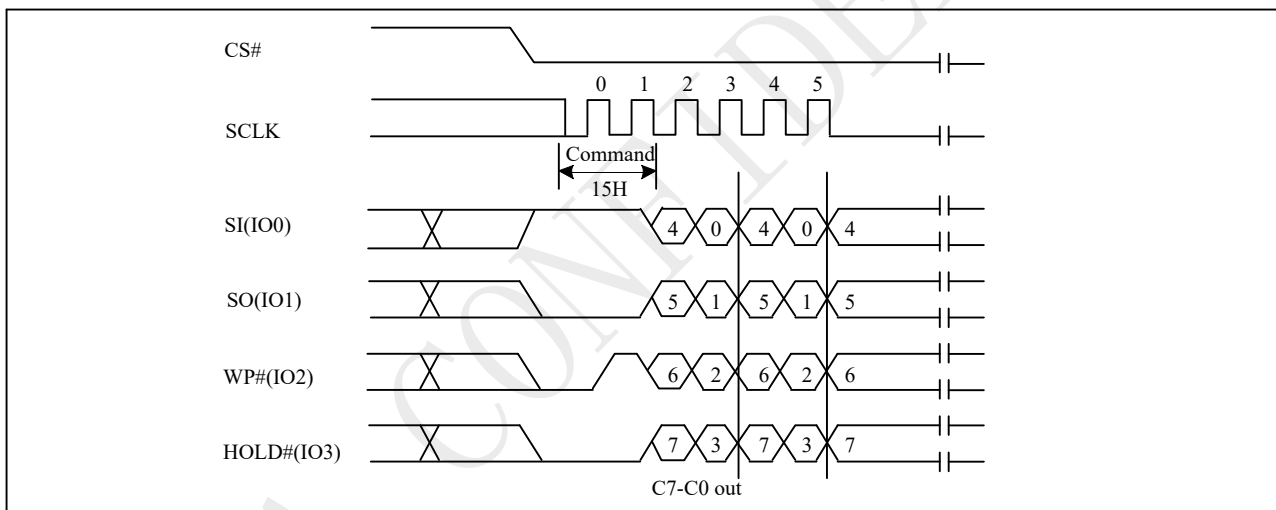 CS#
0 1 2 3 4 5
SCLK
Command
15H
SI(IO0) 4 0 4 0 4
SO(IO1) 5 1 5 1 5
WP#(IO2) 6 2 6 2 6
HOLD#(IO3) 7 3 7 3 7
C7-C0 out